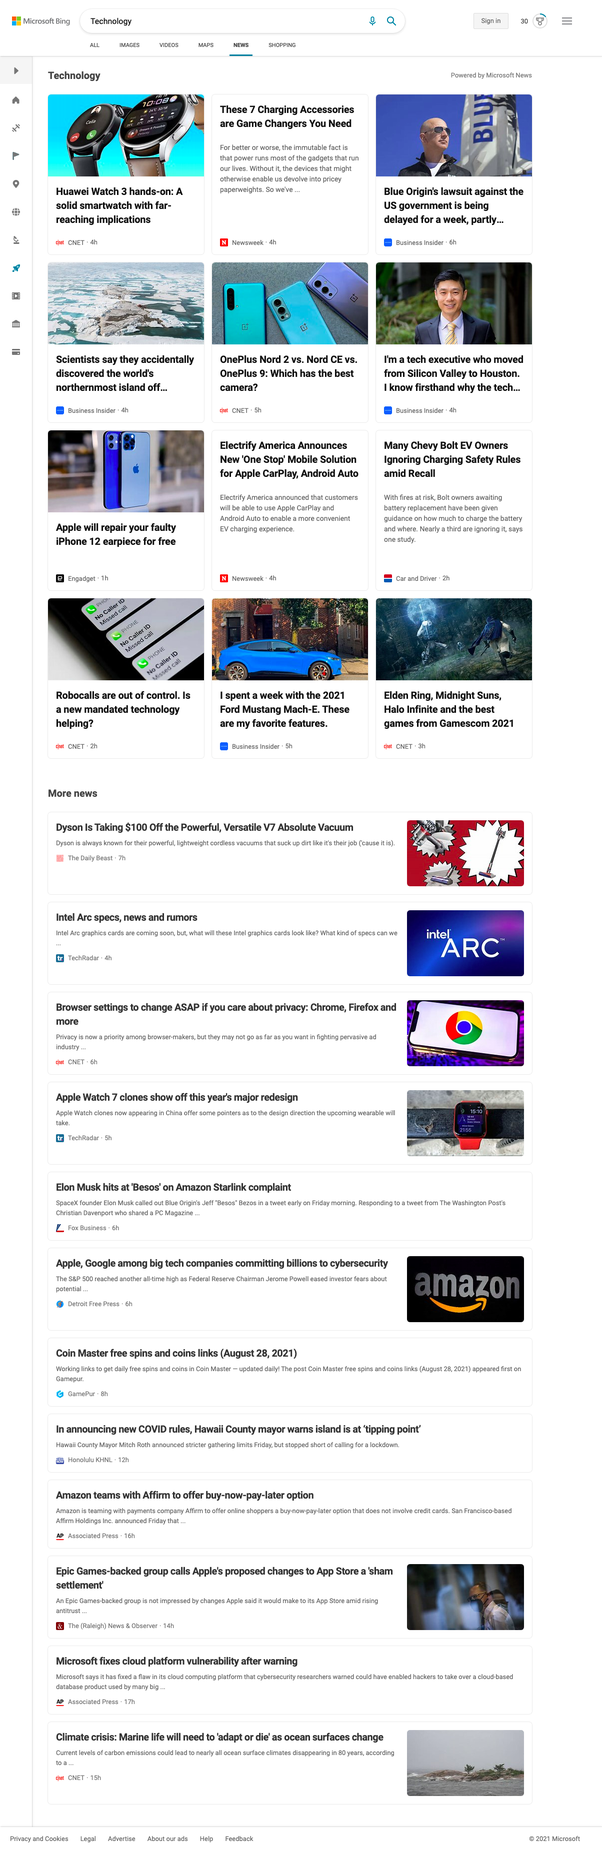 Microsoft Bing
Technology
Sign in
30
ALL
IMAGES
VIDEOS
MAPS
NEWS
SHOPPING
Technology
Powered by Microsoft News
Huawei Watch 3 hands-on: A
solid smartwatch with far-
reaching implications
CNET · 4h
These 7 Charging Accessories
are Game Changers You Need
For better or worse, the immutable fact is
that power runs most of the gadgets that run
our lives. Without it, the devices that might
otherwise enable us devolve into pricey
paperweights. So we've ...
Newsweek · 4h
BLUE
Blue Origin's lawsuit against the
US government is being
delayed for a week, partly...
Business Insider · 6h
Scientists say they accidentally
discovered the world's
northernmost island off...
Business Insider · 4h
OnePlus Nord 2 vs. Nord CE vs.
OnePlus 9: Which has the best
camera?
CNET · 5h
I'm a tech executive who moved
from Silicon Valley to Houston.
I know firsthand why the tech...
Business Insider · 4h
Apple will repair your faulty
iPhone 12 earpiece for free
Engadget · 1h
Electrify America Announces
New 'One Stop' Mobile Solution
for Apple CarPlay, Android Auto
Electrify America announced that customers
will be able to use Apple CarPlay and
Android Auto to enable a more convenient
EV charging experience.
Newsweek · 4h
Many Chevy Bolt EV Owners
Ignoring Charging Safety Rules
amid Recall
With fires at risk, Bolt owners awaiting
battery replacement have been given
guidance on how much to charge the battery
and where. Nearly a third are ignoring it, says
one study.
Car and Driver · 2h
No Caller ID
Missed call
PHONE
No Caller ID
Missed call
PHONE
No Caller ID
Missed call
Robocalls are out of control. Is
a new mandated technology
helping?
CNET · 2h
I spent a week with the 2021
Ford Mustang Mach-E. These
are my favorite features.
Business Insider · 5h
Elden Ring, Midnight Suns,
Halo Infinite and the best
games from Gamescom 2021
CNET · 3h
More news
Dyson Is Taking $100 Off the Powerful, Versatile V7 Absolute Vacuum
Dyson is always known for their powerful, lightweight cordless vacuums that suck up dirt like it's their job ('cause it is).
The Daily Beast · 7h
Intel Arc specs, news and rumors
Intel Arc graphics cards are coming soon, but, what will these Intel graphics cards look like? What kind of specs can we
...
TechRadar · 4h
intel
ARC
Browser settings to change ASAP if you care about privacy: Chrome, Firefox and
more
Privacy is now a priority among browser-makers, but they may not go as far as you want in fighting pervasive ad
industry ...
CNET · 6h
Apple Watch 7 clones show off this year's major redesign
Apple Watch clones now appearing in China offer some pointers as to the design direction the upcoming wearable will
take.
TechRadar · 5h
Elon Musk hits at 'Besos' on Amazon Starlink complaint
SpaceX founder Elon Musk called out Blue Origin's Jeff "Besos" Bezos in a tweet early on Friday morning. Responding to a tweet from The Washington Post's
Christian Davenport who shared a PC Magazine ...
Fox Business · 6h
Apple, Google among big tech companies committing billions to cybersecurity
The S&P 500 reached another all-time high as Federal Reserve Chairman Jerome Powell eased investor fears about
potential ...
Detroit Free Press · 6h
amazon
Coin Master free spins and coins links (August 28, 2021)
Working links to get daily free spins and coins in Coin Master — updated daily! The post Coin Master free spins and coins links (August 28, 2021) appeared first on
Gamepur.
GamePur · 8h
In announcing new COVID rules, Hawaii County mayor warns island is at 'tipping point'
Hawaii County Mayor Mitch Roth announced stricter gathering limits Friday, but stopped short of calling for a lockdown.
Honolulu KHNL · 12h
Amazon teams with Affirm to offer buy-now-pay-later option
Amazon is teaming with payments company Affirm to offer online shoppers a buy-now-pay-later option that does not involve credit cards. San Francisco-based
Affirm Holdings Inc. announced Friday that ...
Associated Press · 16h
Epic Games-backed group calls Apple's proposed changes to App Store a 'sham
settlement'
An Epic Games-backed group is not impressed by changes Apple said it would make to its App Store amid rising
antitrust ...
The (Raleigh) News & Observer · 14h
Microsoft fixes cloud platform vulnerability after warning
Microsoft says it has fixed a flaw in its cloud computing platform that cybersecurity researchers warned could have enabled hackers to take over a cloud-based
database product used by many big ...
Associated Press · 17h
Climate crisis: Marine life will need to 'adapt or die' as ocean surfaces change
Current levels of carbon emissions could lead to nearly all ocean surface climates disappearing in 80 years, according
to a ...
CNET · 15h
Privacy and Cookies
Legal
Advertise
About our ads
Help
Feedback
© 2021 Microsoft